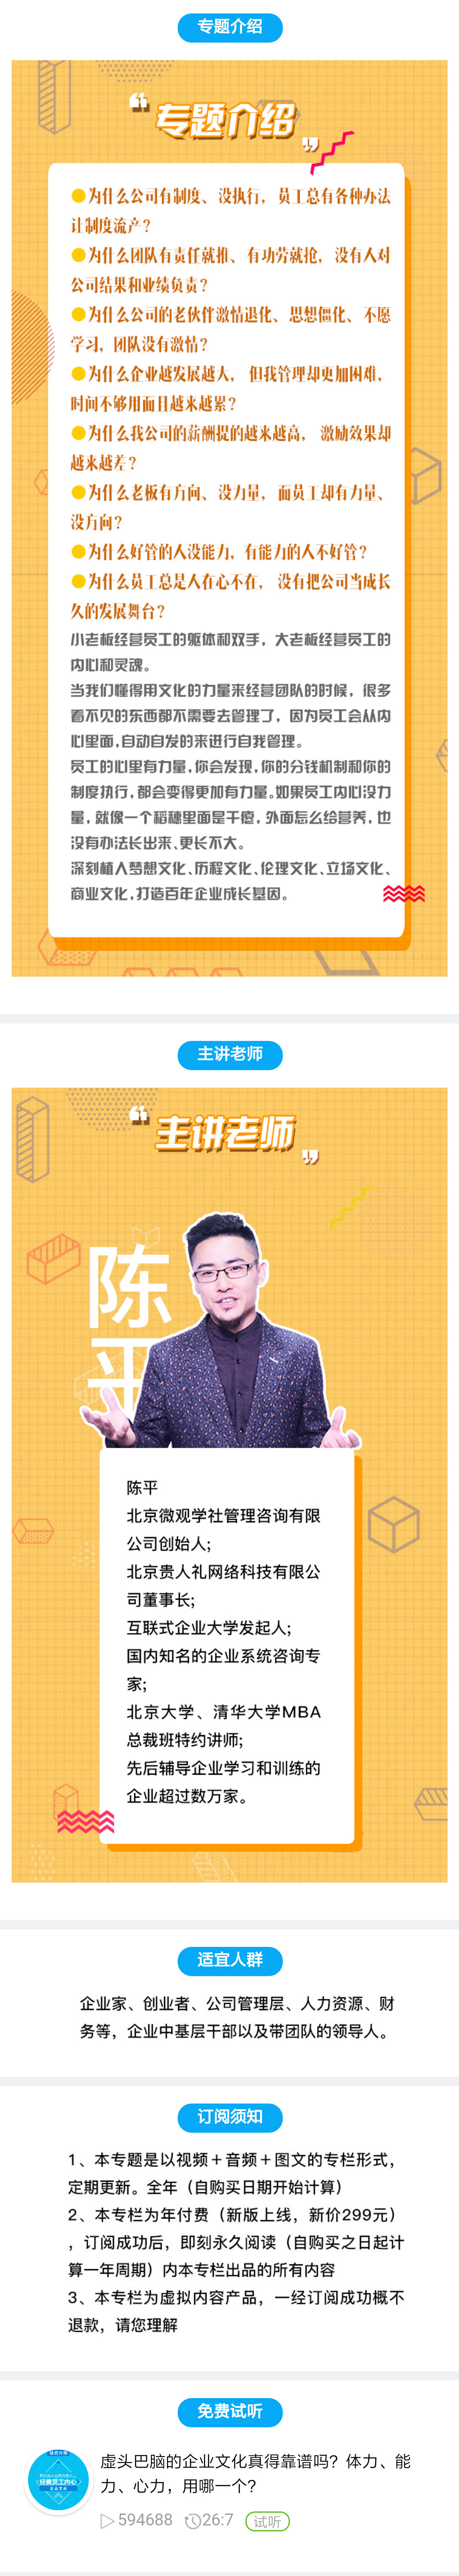 专题介绍
专题介绍
为什么公司有制度、没执行，员工总有各种办法
让制度流产？
为什么团队有责任就推、有功劳就抢，没有人对
公司结果和业绩负责？
为什么公司的老伙伴激情退化、思想僵化、不愿
学习，团队没有激情？
为什么企业越发展越大，但我管理却更加困难，
时间不够用而且越来越累？
为什么我公司的薪酬提的越来越高，激励效果却
越来越差？
为什么老板有方向、没力量，而员工却有力量、
没方向？
为什么好管的人没能力，有能力的人不好管？
为什么员工总是人在心不在，没有把公司当成长
久的发展舞台？
小老板经营员工的躯体和双手，大老板经营员工的
内心和灵魂。
当我们懂得用文化的力量来经营团队的时候，很多
看不见的东西都不需要去管理了，因为员工会从内
心里面,自动自发的来进行自我管理。
员工的心里有力量,你会发现,你的分钱机制和你的
制度执行，都会变得更加有力量。如果员工内心没力
量，就像一个稻穗里面是干瘪，外面怎么给营养，也
没有办法长出来、更长不大。
深刻植入梦想文化、历程文化、伦理文化、立场文化、
商业文化,打造百年企业成长基因。
主讲老师
主讲老师
陈
平
陈平
北京微观学社管理咨询有限
公司创始人;
北京贵人礼网络科技有限公
司董事长;
互联式企业大学发起人;
国内知名的企业系统咨询专
家;
北京大学、清华大学MBA
总裁班特约讲师;
先后辅导企业学习和训练的
企业超过数万家。
适宜人群
企业家、创业者、公司管理层、人力资源、财
务等，企业中基层干部以及带团队的领导人。
订阅须知
1、本专题是以视频＋音频＋图文的专栏形式，
定期更新。全年（自购买日期开始计算）
2、本专栏为年付费（新版上线，新价299元）
，订阅成功后，即刻永久阅读（自购买之日起计
算一年周期）内本专栏出品的所有内容
3、本专栏为虚拟内容产品，一经订阅成功概不
退款，请您理解
免费试听
经营员工内心
虚头巴脑的企业文化真得靠谱吗？体力、能
力、心力，用哪一个？
594688 26:7 试听